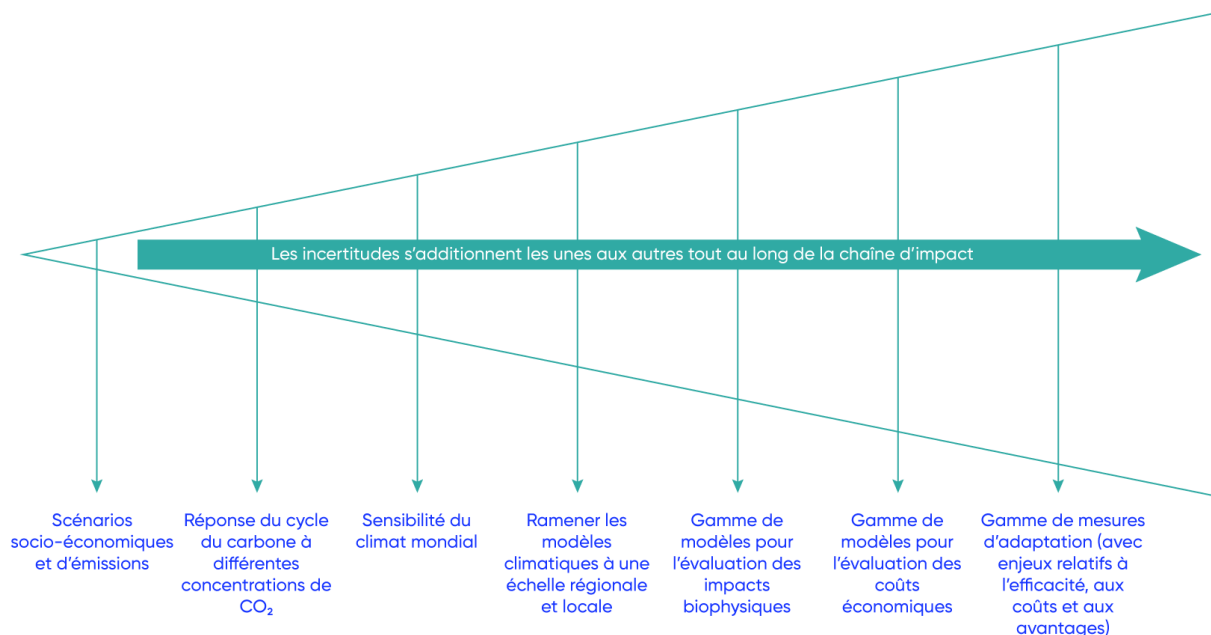 Les incertitudes s’additionnent les unes aux autres tout au long de la chaîne d’impact
Scénarios
socio-économiques
et d’émissions
Réponse du cycle
du carbone à
différentes
concentrations de
CO₂
Sensibilité du
climat mondial
Ramener les
modèles
climatiques à une
échelle régionale
et locale
Gamme de
modèles pour
l’évaluation des
impacts
biophysiques
Gamme de
modèles pour
l’évaluation des
coûts
économiques
Gamme de mesures
d’adaptation (avec
enjeux relatifs à
l’efficacité, aux
coûts et aux
avantages)